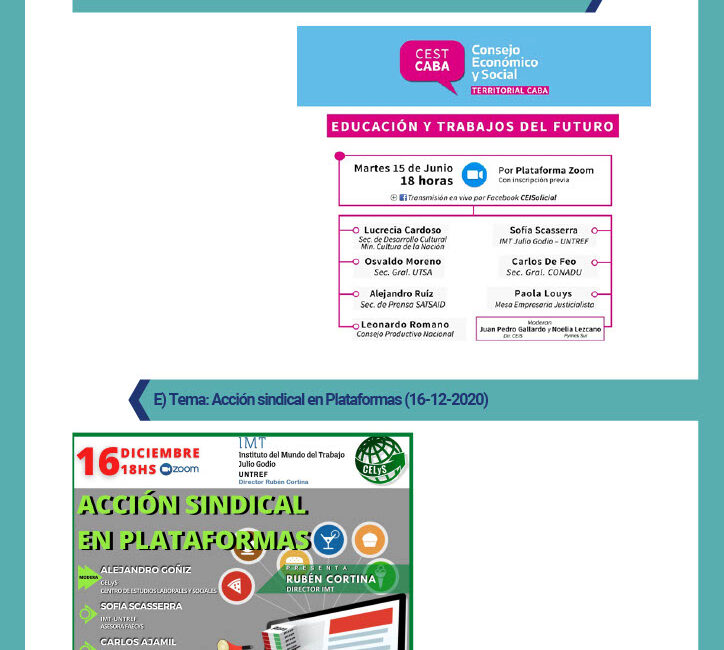 CEST
CABA
Consejo
Económico
y Social
TERRITORIAL CABA
EDUCACIÓN Y TRABAJOS DEL FUTURO
Martes 15 de Junio
18 horas
Por Plataforma Zoom
Con inscripción previa
Transmisión en vivo por Facebook CEISolicial
Lucrecia Cardoso
Sec. de Desarrollo Cultural
Min. Cultura de la Nación
Sofía Scasserra
IMT Julio Godio - UNTREF
Osvaldo Moreno
Sec. Gral. UTSA
Carlos De Feo
Sec. Gral. CONADU
Alejandro Ruíz
Sec. de Prensa SATSAID
Paola Louys
Mesa Empresaria Justicialista
Leonardo Romano
Consejo Productivo Nacional
Moderan:
Juan Pedro Gallardo y Noelia Lezcano
Dir. CEIS
Pymes Sur
E) Tema: Acción sindical en Plataformas (16-12-2020)
16 DICIEMBRE
18HS zoom
IMT
Instituto del Mundo del Trabajo
Julio Godio
UNTREF
Director Rubén Cortina
CELyS
ACCIÓN SINDICAL
EN PLATAFORMAS
MODERA
ALEJANDRO GOÑIZ
CELyS
CENTRO DE ESTUDIOS LABORALES Y SOCIALES
PRESENTA
RUBÉN CORTINA
DIRECTOR IMT
SOFIA SCASSERRA
IMT-UNTREF
ASESORA FAECYS
CARLOS AJAMIL